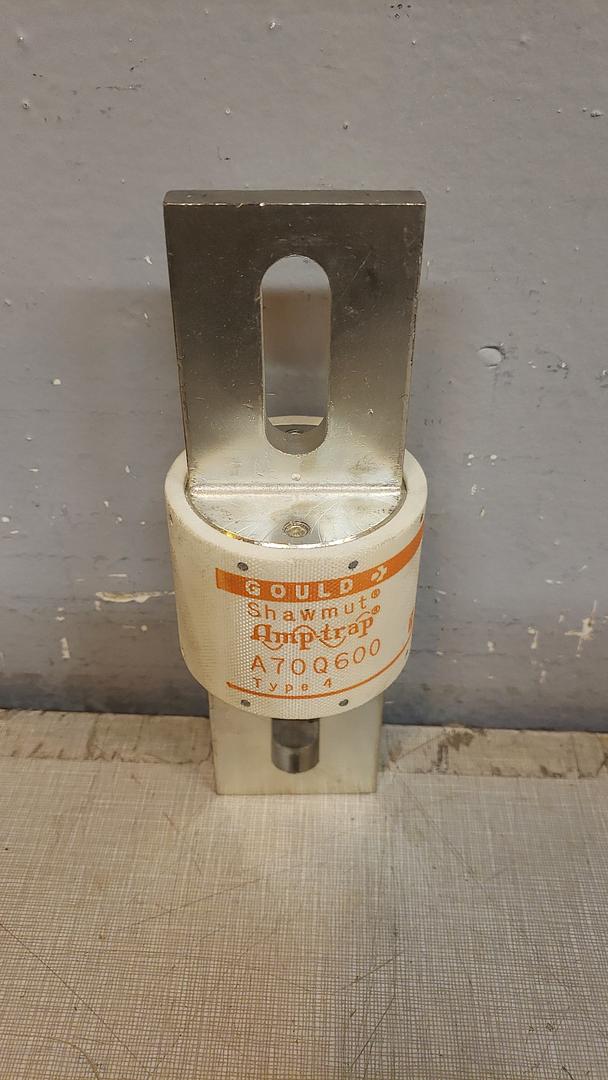 GOULD
Shawmut®
Amp-trap®
A70Q600
Type 4